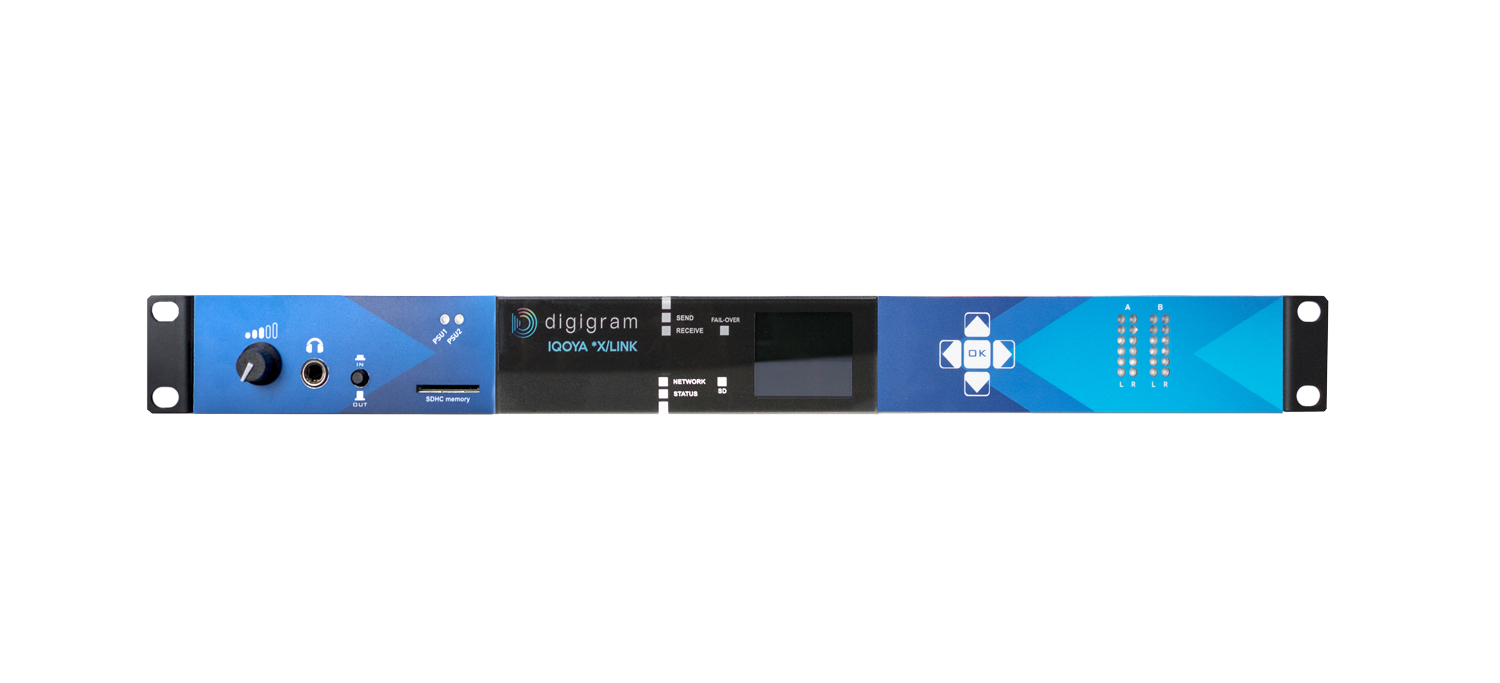 IN
OUT
PSU1
PSU2
SDHC memory
digigram
IQOYA *X/LINK
SEND
RECEIVE
FAIL-OVER
NETWORK
STATUS
SD
OK
A B
L R L R